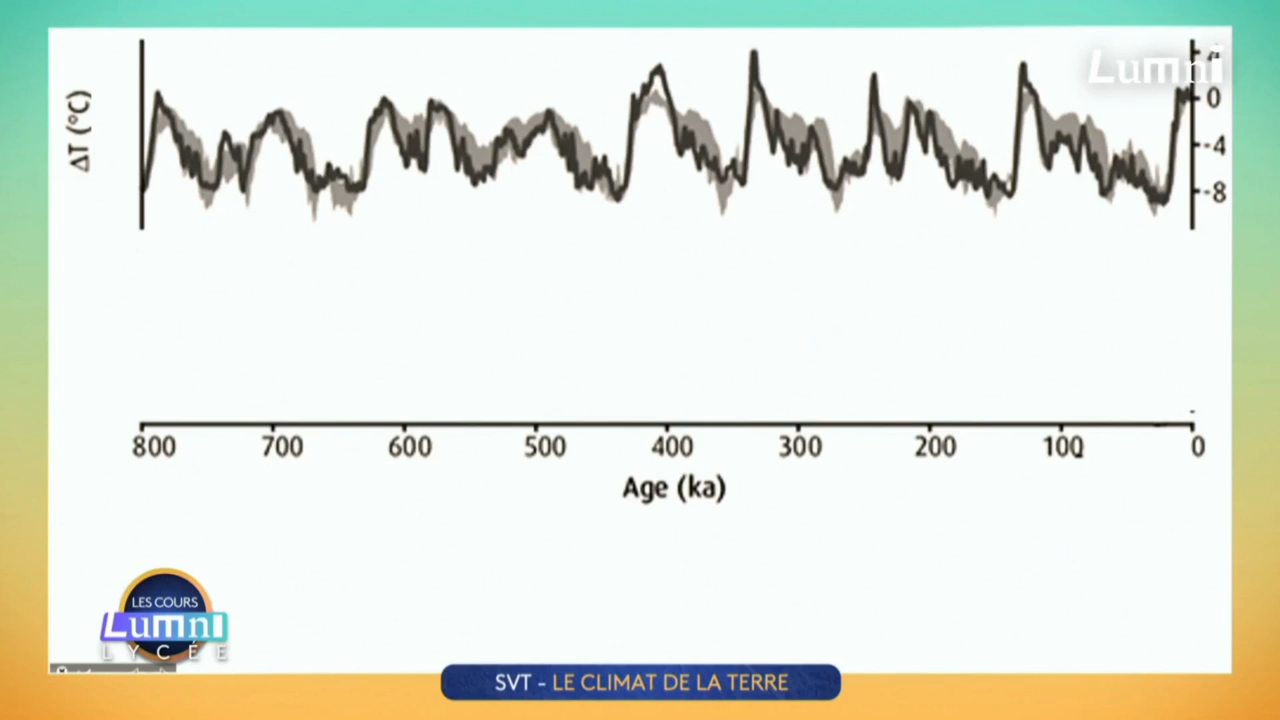 Lumni
ΔT (°C)
4
0
-4
-8
800 700 600 500 400 300 200 100 0
Age (ka)
LES COURS
Lumni
LYCÉE
SVT - LE CLIMAT DE LA TERRE